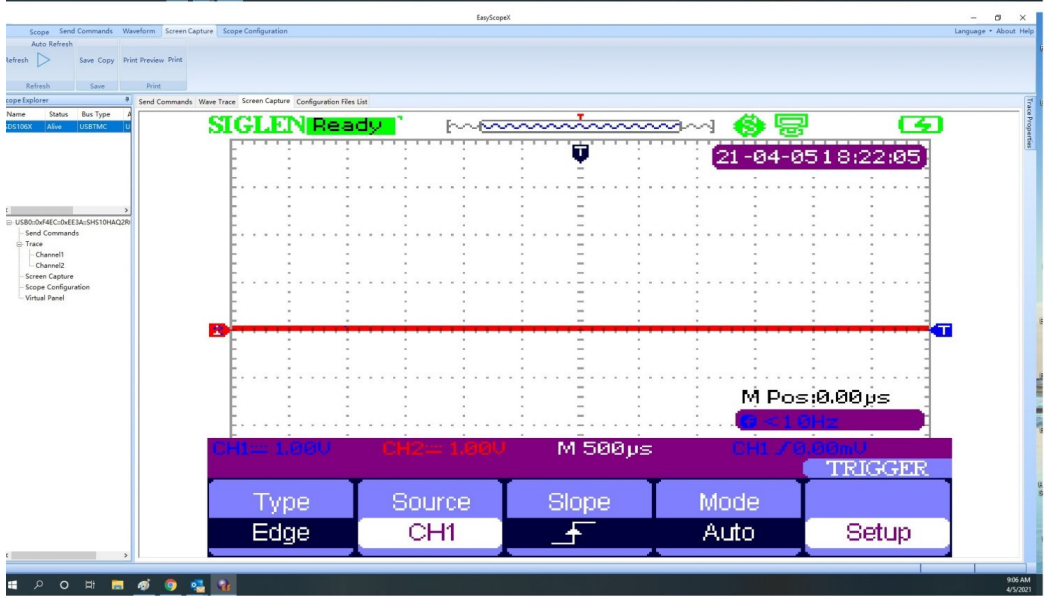 EasyScopeX
Scope Send Commands Waveform Screen Capture Scope Configuration
Language About Help
Auto Refresh
Save Copy Print Preview Print
Refresh Save Print
Send Commands Wave Trace Screen Capture Configuration Files List
Name Status Bus Type
Alive USBTMC
Trace Properties
SIGLENT Ready
T
S
T
21-04-05 18:22:05
Send Commands
Trace
Channel1
Channel2
Screen Capture
Scope Configuration
Virtual Panel
T
M Pos:0.00µs
F <10Hz
CH1 1.00V CH2 1.00V M 500µs CH1 0.00mV
TRIGGER
Type Source Slope Mode
Edge CH1 Auto Setup
9:06 AM
4/5/2021